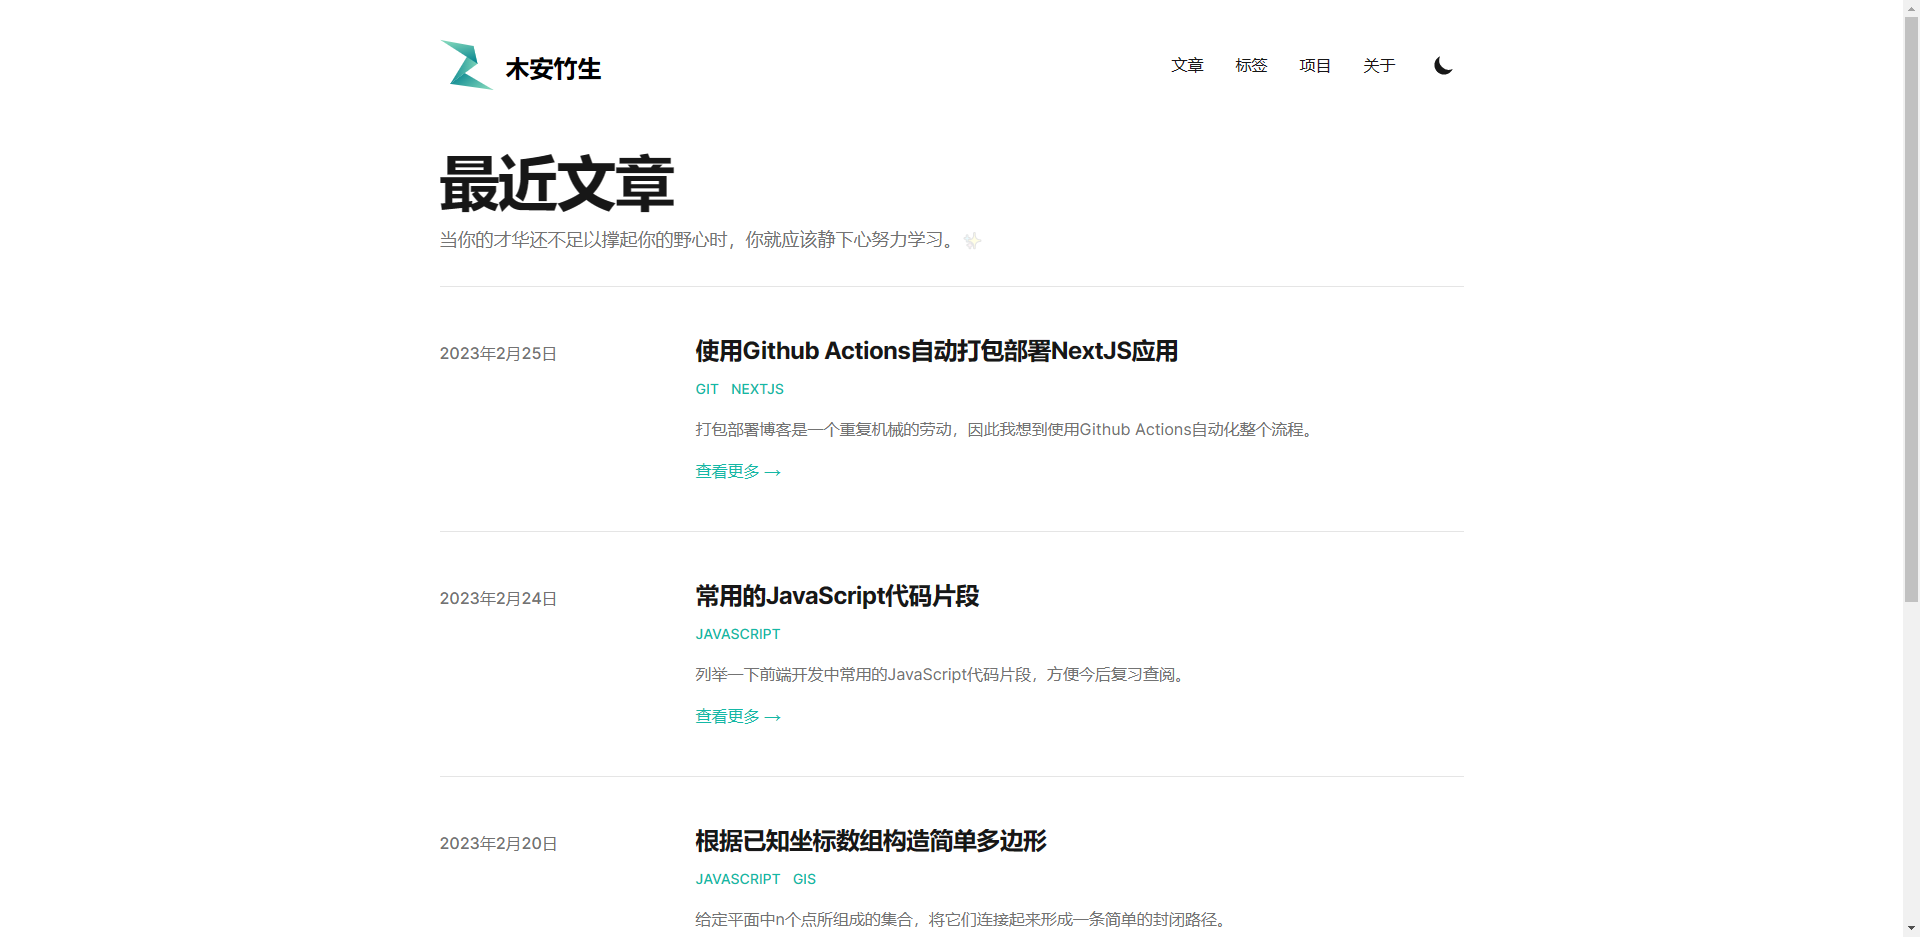 木安竹生
文章 标签 项目 关于
最近文章
当你的才华还不足以撑起你的野心时，你就应该静下心努力学习。✨
2023年2月25日
使用Github Actions自动打包部署NextJS应用
GIT NEXTJS
打包部署博客是一个重复机械的劳动，因此我想到使用Github Actions自动化整个流程。
查看更多 →
2023年2月24日
常用的JavaScript代码片段
JAVASCRIPT
列举一下前端开发中常用的JavaScript代码片段，方便今后复习查阅。
查看更多 →
2023年2月20日
根据已知坐标数组构造简单多边形
JAVASCRIPT GIS
给定平面中n个点所组成的集合，将它们连接起来形成一条简单的封闭路径。